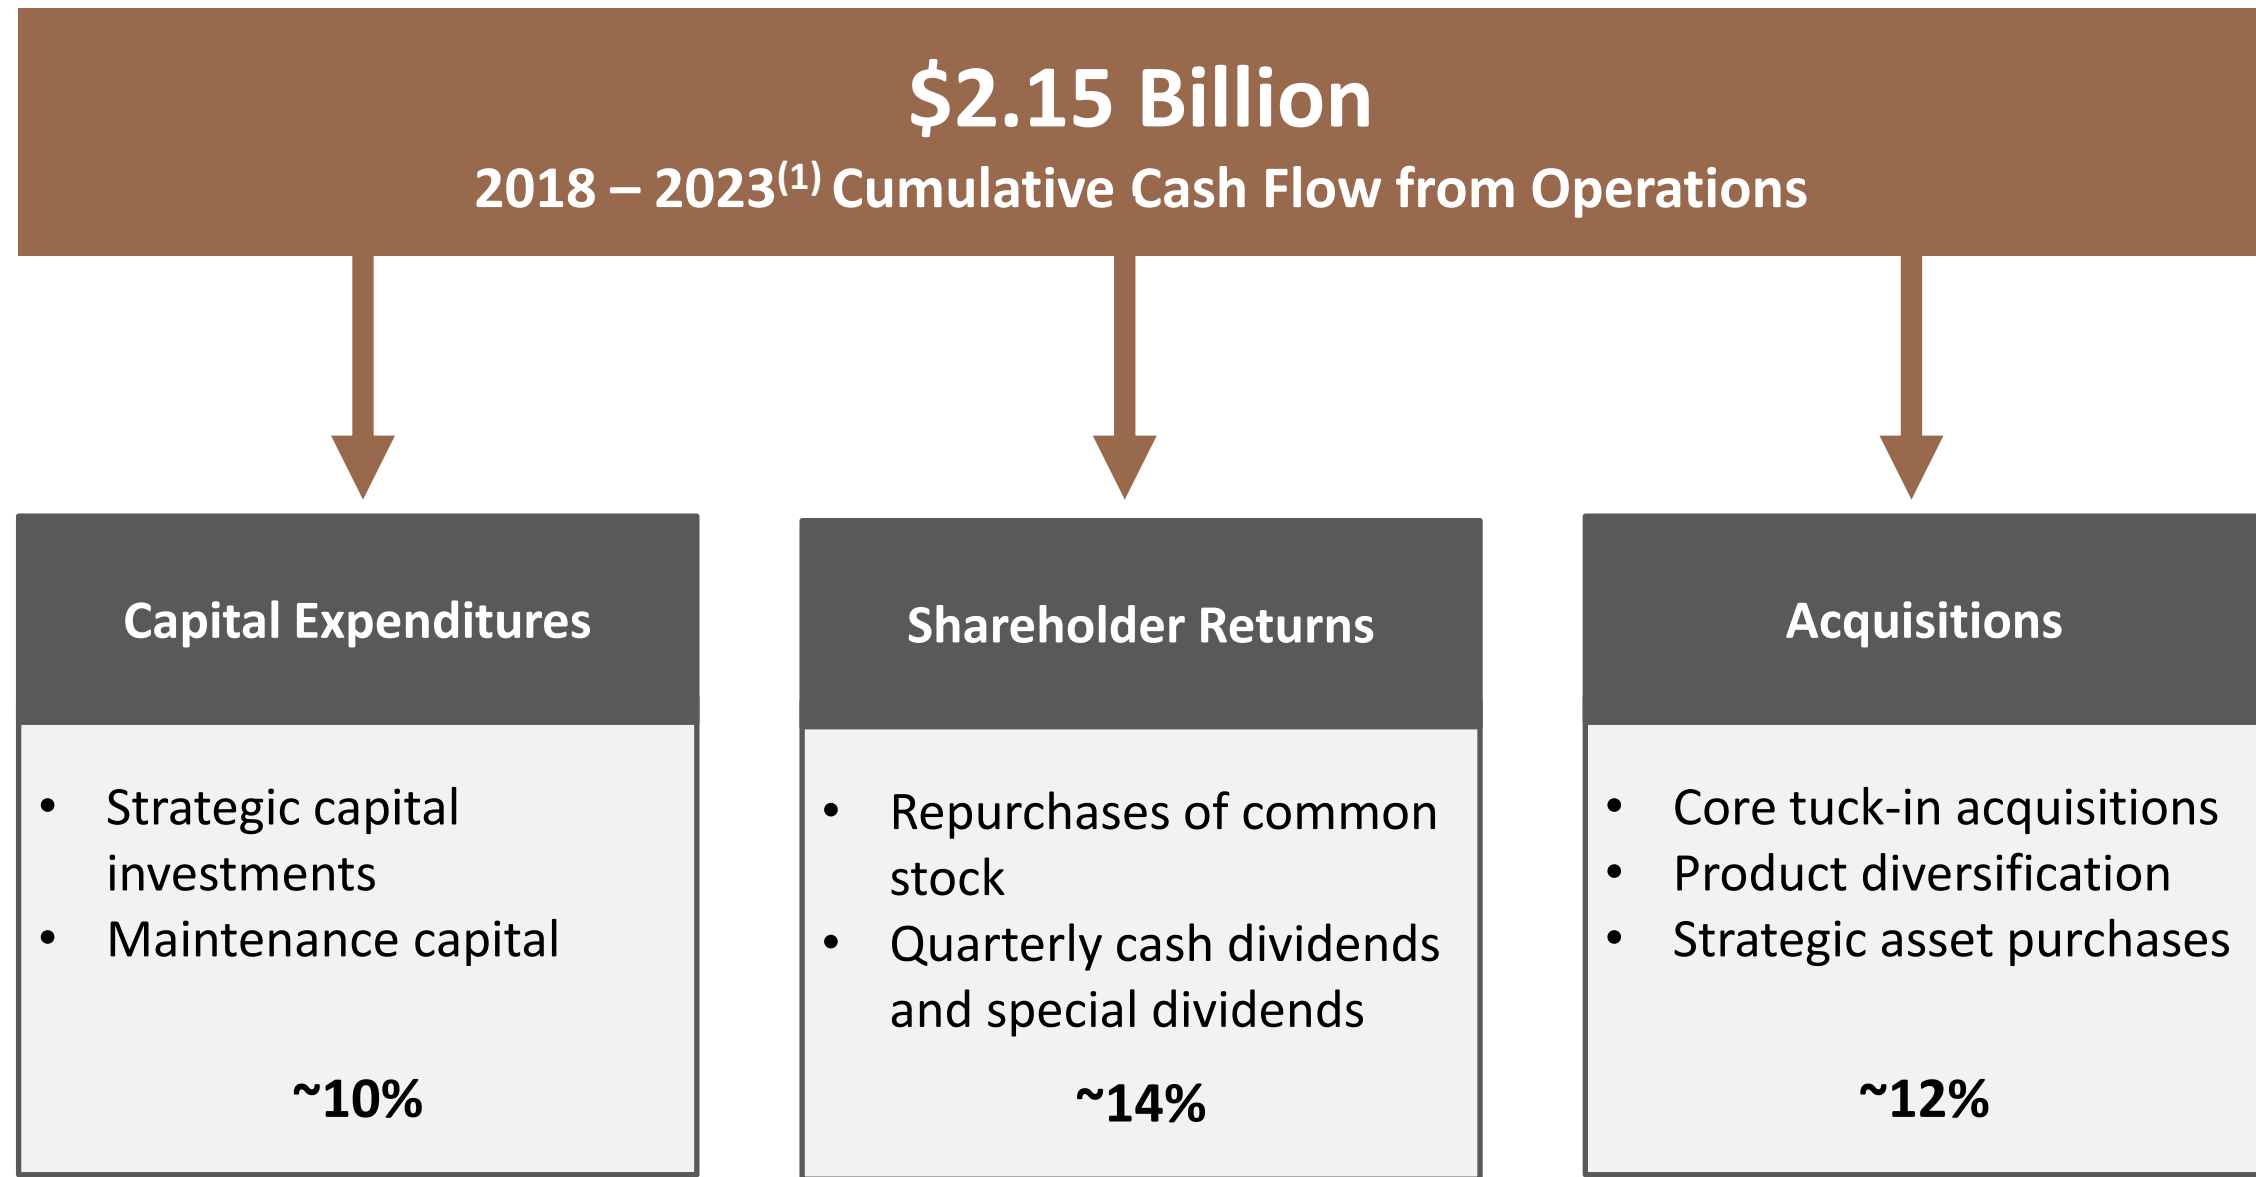 $2.15 Billion
2018 – 2023(1) Cumulative Cash Flow from Operations
Capital Expenditures
• Strategic capital
investments
• Maintenance capital
~10%
Shareholder Returns
• Repurchases of common
stock
• Quarterly cash dividends
and special dividends
~14%
Acquisitions
• Core tuck-in acquisitions
• Product diversification
• Strategic asset purchases
~12%